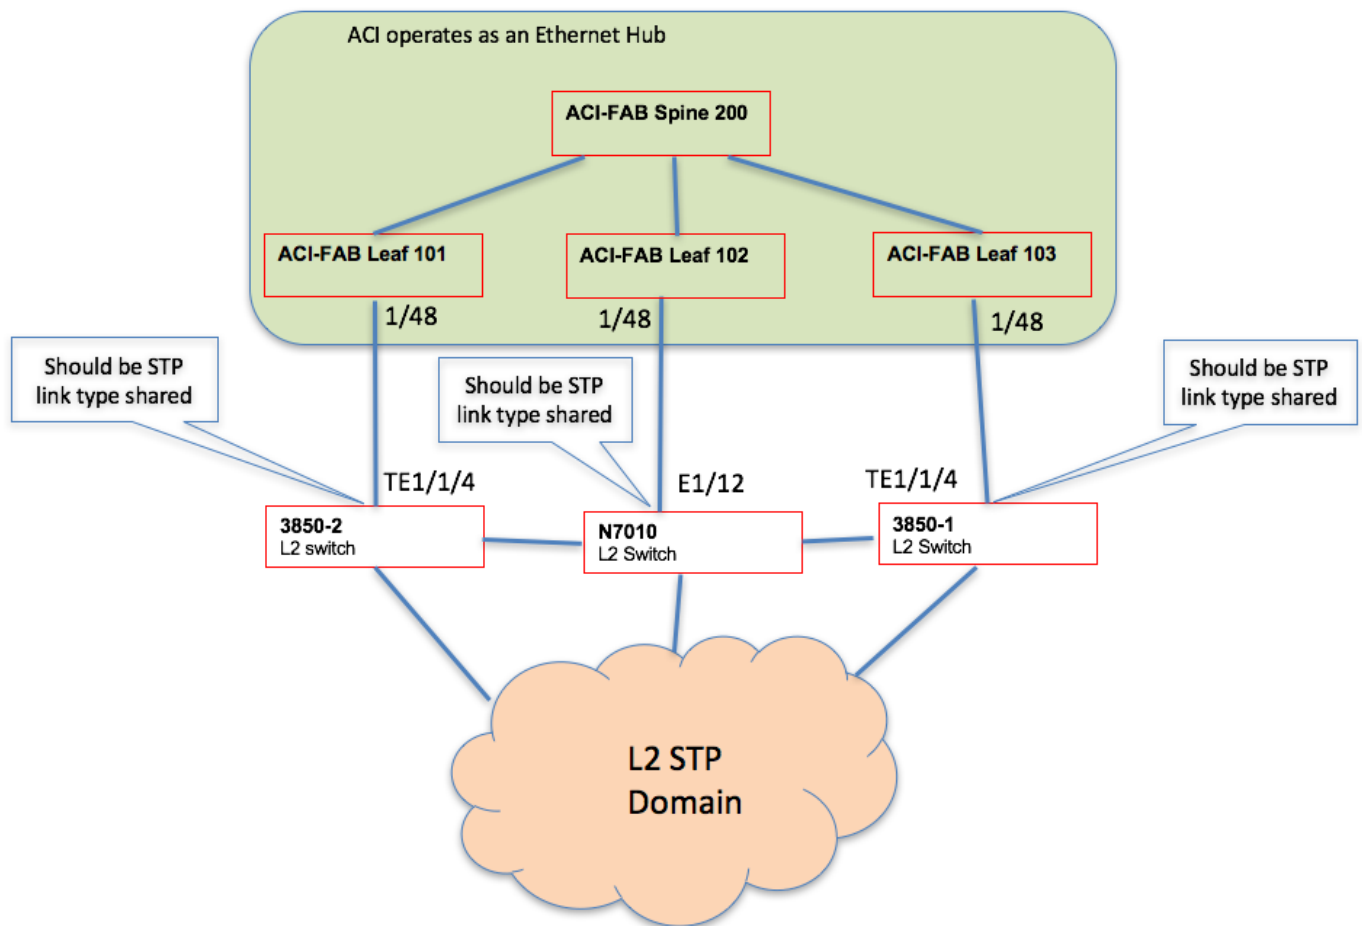 ACI operates as an Ethernet Hub
ACI-FAB Spine 200
ACI-FAB Leaf 101
ACI-FAB Leaf 102
ACI-FAB Leaf 103
1/48
1/48
1/48
Should be STP
link type shared
Should be STP
link type shared
Should be STP
link type shared
TE1/1/4
E1/12
TE1/1/4
3850-2
L2 switch
N7010
L2 Switch
3850-1
L2 Switch
L2 STP
Domain